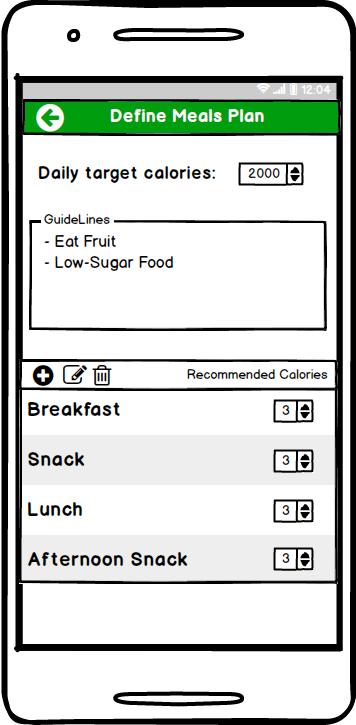 12:04
Define Meals Plan
Daily target calories: 2000
GuideLines
- Eat Fruit
- Low-Sugar Food
Recommended Calories
Breakfast 3
Snack 3
Lunch 3
Afternoon Snack 3